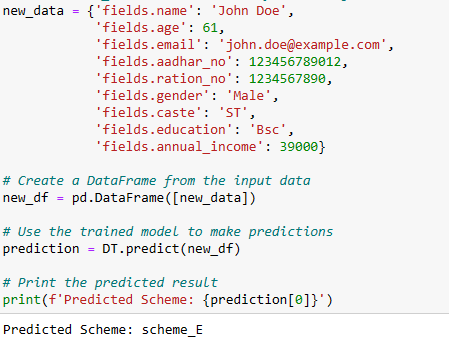 new_data = {'fields.name': 'John Doe',
'fields.age': 61,
'fields.email': 'john.doe@example.com',
'fields.aadhar_no': 123456789012,
'fields.ration_no': 1234567890,
'fields.gender': 'Male',
'fields.caste': 'ST',
'fields.education': 'Bsc',
'fields.annual_income': 39000}
# Create a DataFrame from the input data
new_df = pd.DataFrame([new_data])
# Use the trained model to make predictions
prediction = DT.predict(new_df)
# Print the predicted result
print(f'Predicted Scheme: {prediction[0]}')
Predicted Scheme: scheme_E